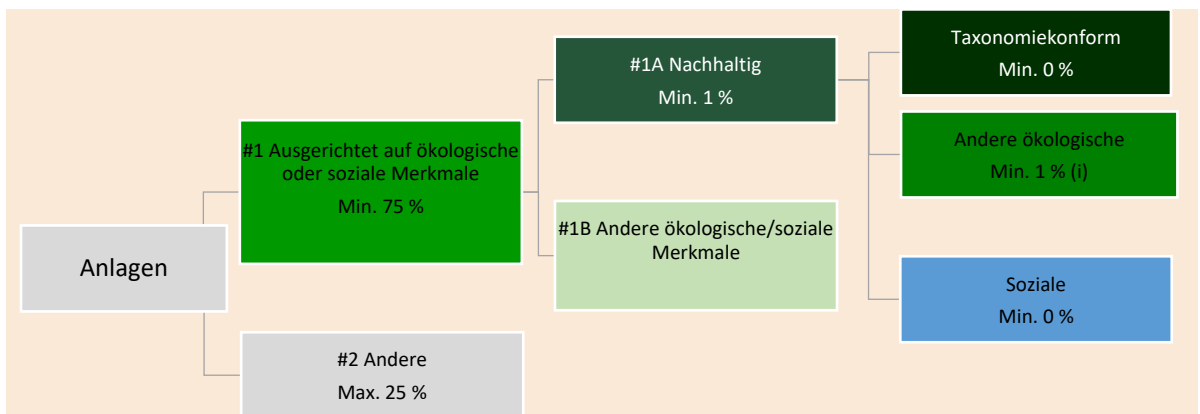 Anlagen
#1 Ausgerichtet auf ökologische
oder soziale Merkmale
Min. 75 %
#2 Andere
Max. 25 %
#1A Nachhaltig
Min. 1 %
#1B Andere ökologische/soziale
Merkmale
Taxonomiekonform
Min. 0 %
Andere ökologische
Min. 1 % (i)
Soziale
Min. 0 %